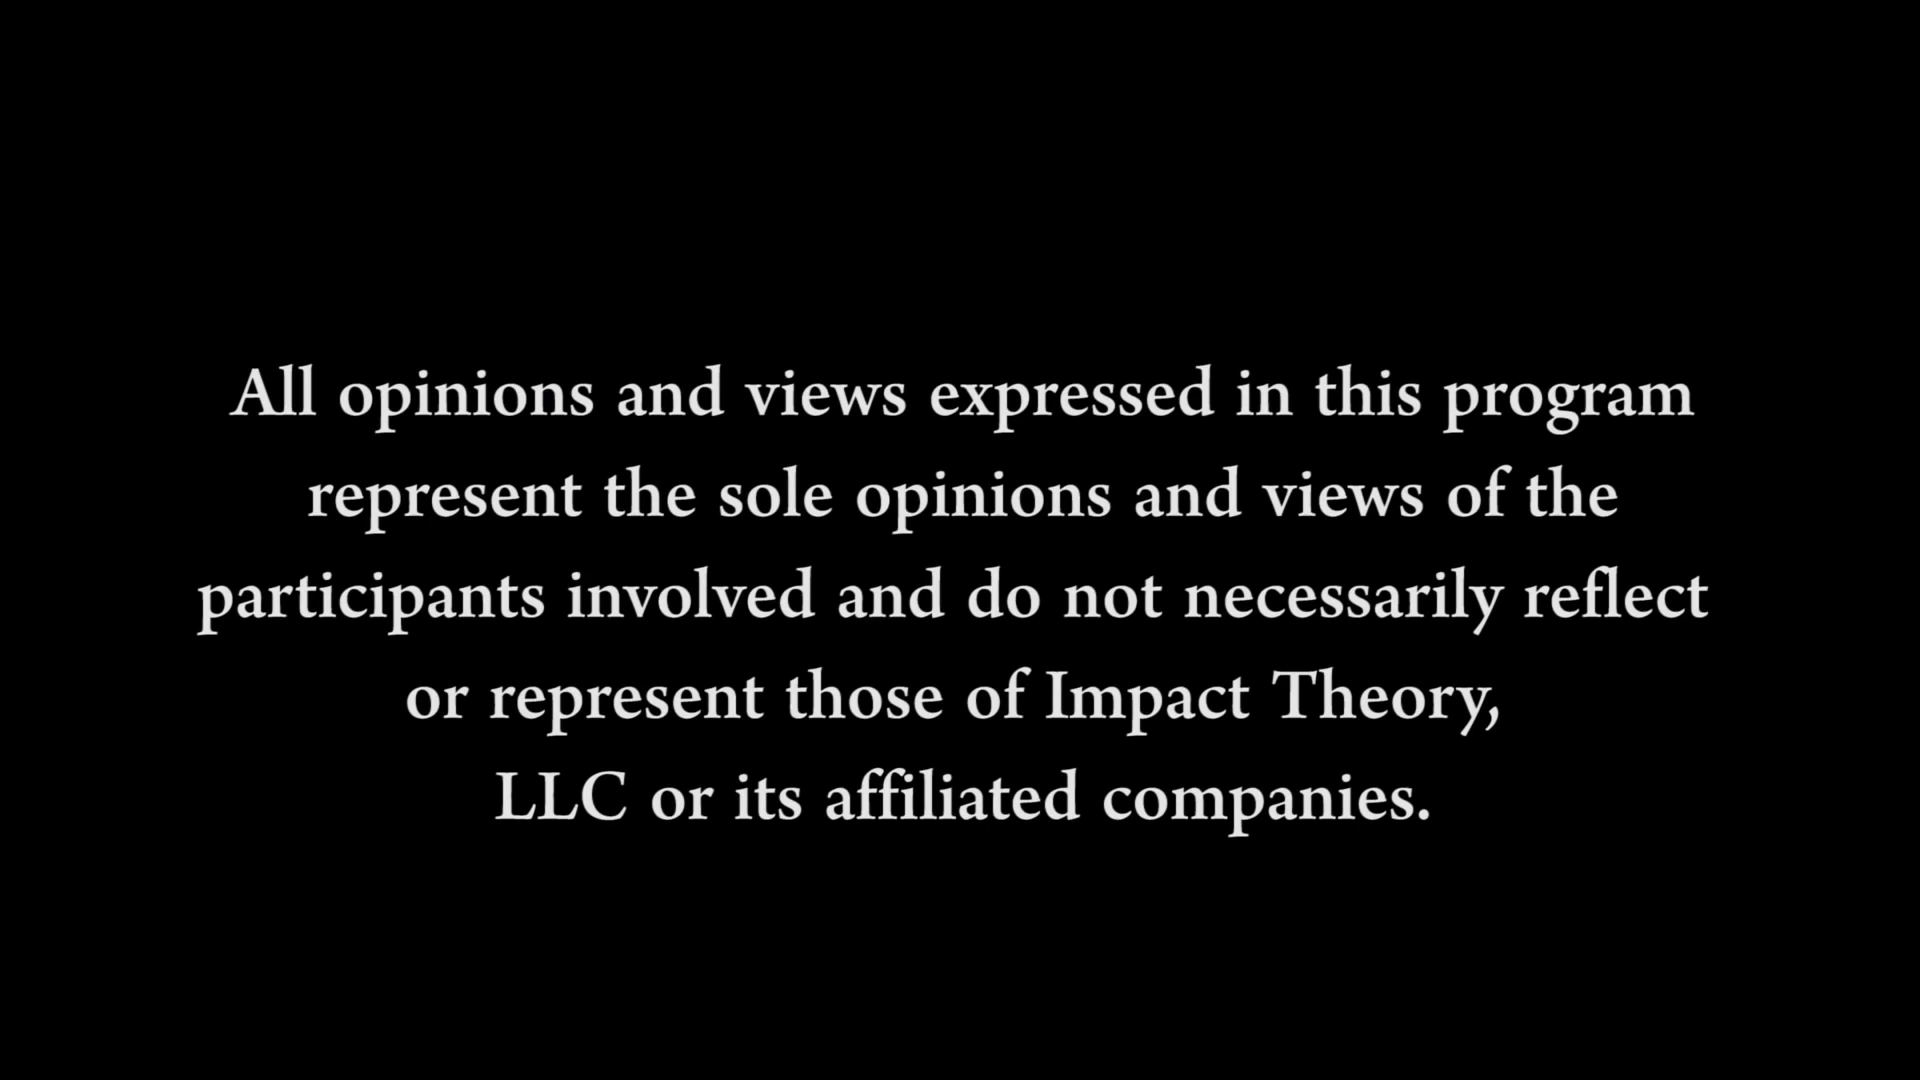 All opinions and views expressed in this program
represent the sole opinions and views of the
participants involved and do not necessarily reflect
or represent those of Impact Theory,
LLC or its affiliated companies.